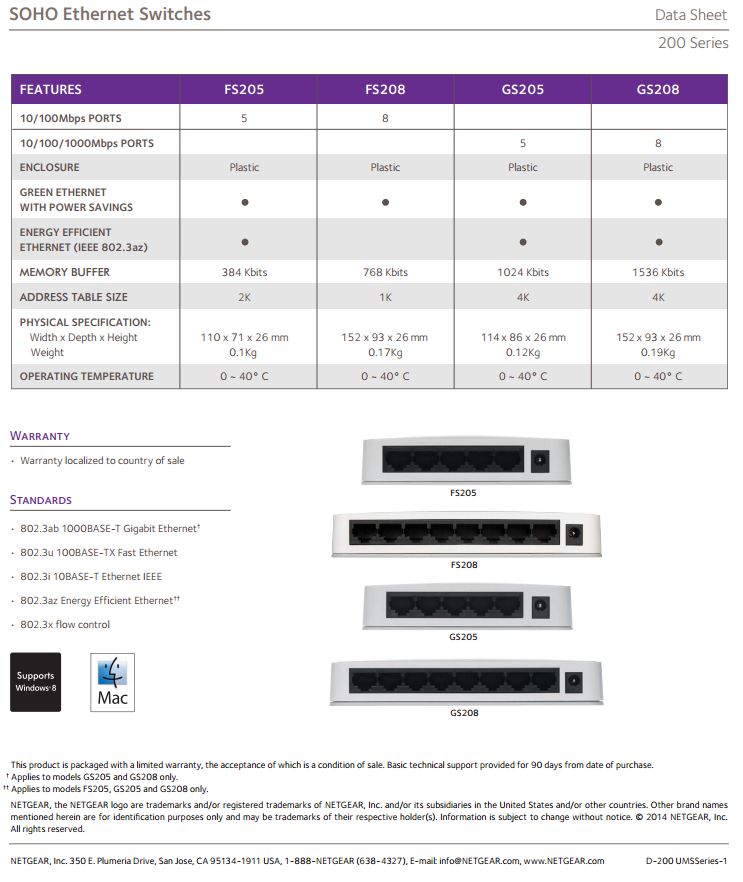 SOHO Ethernet Switches
Data Sheet
200 Series
FEATURES FS205 FS208 GS205 GS208
10/100Mbps PORTS 5 8
10/100/1000Mbps PORTS 5 8
ENCLOSURE Plastic Plastic Plastic Plastic
GREEN ETHERNET
WITH POWER SAVINGS ● ● ● ●
ENERGY EFFICIENT
ETHERNET (IEEE 802.3az) ● ● ●
MEMORY BUFFER 384 Kbits 768 Kbits 1024 Kbits 1536 Kbits
ADDRESS TABLE SIZE 2K 1K 4K 4K
PHYSICAL SPECIFICATION:
Width x Depth x Height 110 x 71 x 26 mm 152 x 93 x 26 mm 114 x 86 x 26 mm 152 x 93 x 26 mm
Weight 0.1Kg 0.17Kg 0.12Kg 0.19Kg
OPERATING TEMPERATURE 0 ~ 40° C 0 ~ 40° C 0 ~ 40° C 0 ~ 40° C
WARRANTY
· Warranty localized to country of sale
STANDARDS
· 802.3ab 1000BASE-T Gigabit Ethernet†
· 802.3u 100BASE-TX Fast Ethernet
· 802.3i 10BASE-T Ethernet IEEE
· 802.3az Energy Efficient Ethernet††
· 802.3x flow control
Supports
Windows·8
Mac
FS205
FS208
GS205
GS208
This product is packaged with a limited warranty, the acceptance of which is a condition of sale. Basic technical support provided for 90 days from date of purchase.
† Applies to models GS205 and GS208 only.
†† Applies to models FS205, GS205 and GS208 only.
NETGEAR, the NETGEAR logo are trademarks and/or registered trademarks of NETGEAR, Inc. and/or its subsidiaries in the United States and/or other countries. Other brand names
mentioned herein are for identification purposes only and may be trademarks of their respective holder(s). Information is subject to change without notice. © 2014 NETGEAR, Inc.
All rights reserved.
NETGEAR, Inc. 350 E. Plumeria Drive, San Jose, CA 95134-1911 USA, 1-888-NETGEAR (638-4327), E-mail: info@NETGEAR.com, www.NETGEAR.com
D-200 UMSSeries-1